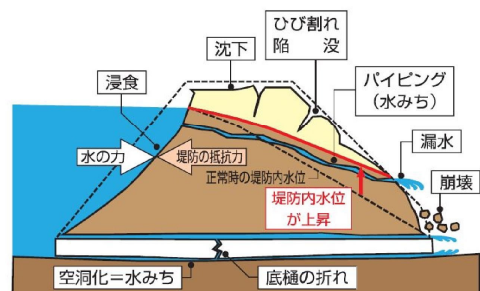 沈下
ひび割れ
陥　没
浸食
パイピング
(水みち)
漏水
水の力
堤防の抵抗力
正常時の堤防内水位
崩壊
堤防内水位
が上昇
空洞化＝水みち
底樋の折れ